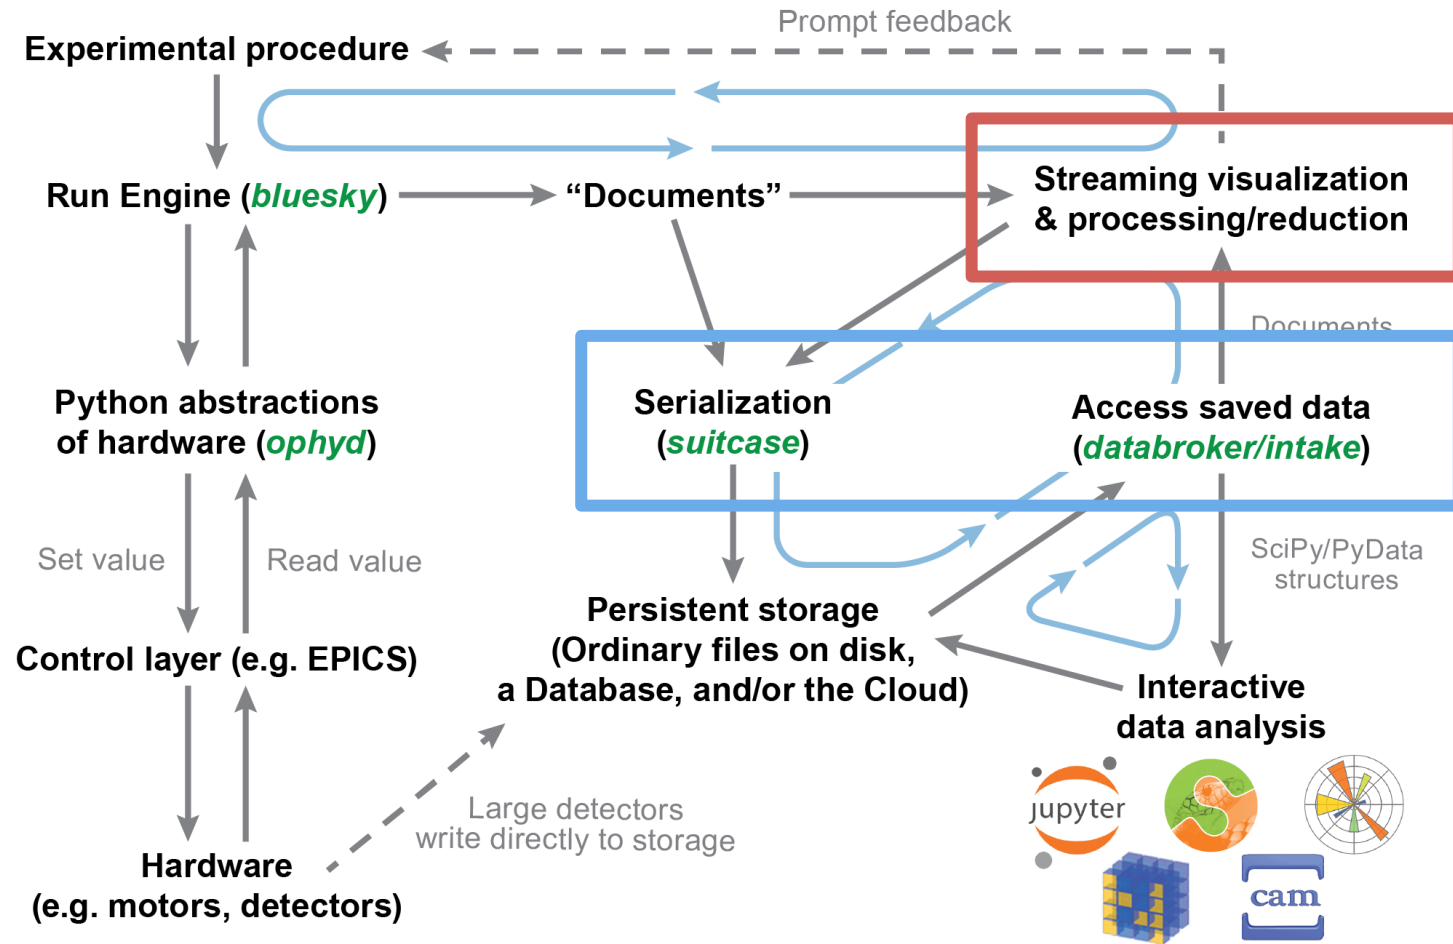 Prompt feedback
Experimental procedure
Run Engine (bluesky)
“Documents”
Streaming visualization
& processing/reduction
Documents
Python abstractions
of hardware (ophyd)
Serialization
(suitcase)
Access saved data
(databroker/intake)
Set value
Read value
SciPy/PyData
structures
Control layer (e.g. EPICS)
Persistent storage
(Ordinary files on disk,
a Database, and/or the Cloud)
Interactive
data analysis
Large detectors
write directly to storage
Hardware
(e.g. motors, detectors)
jupyter
cam